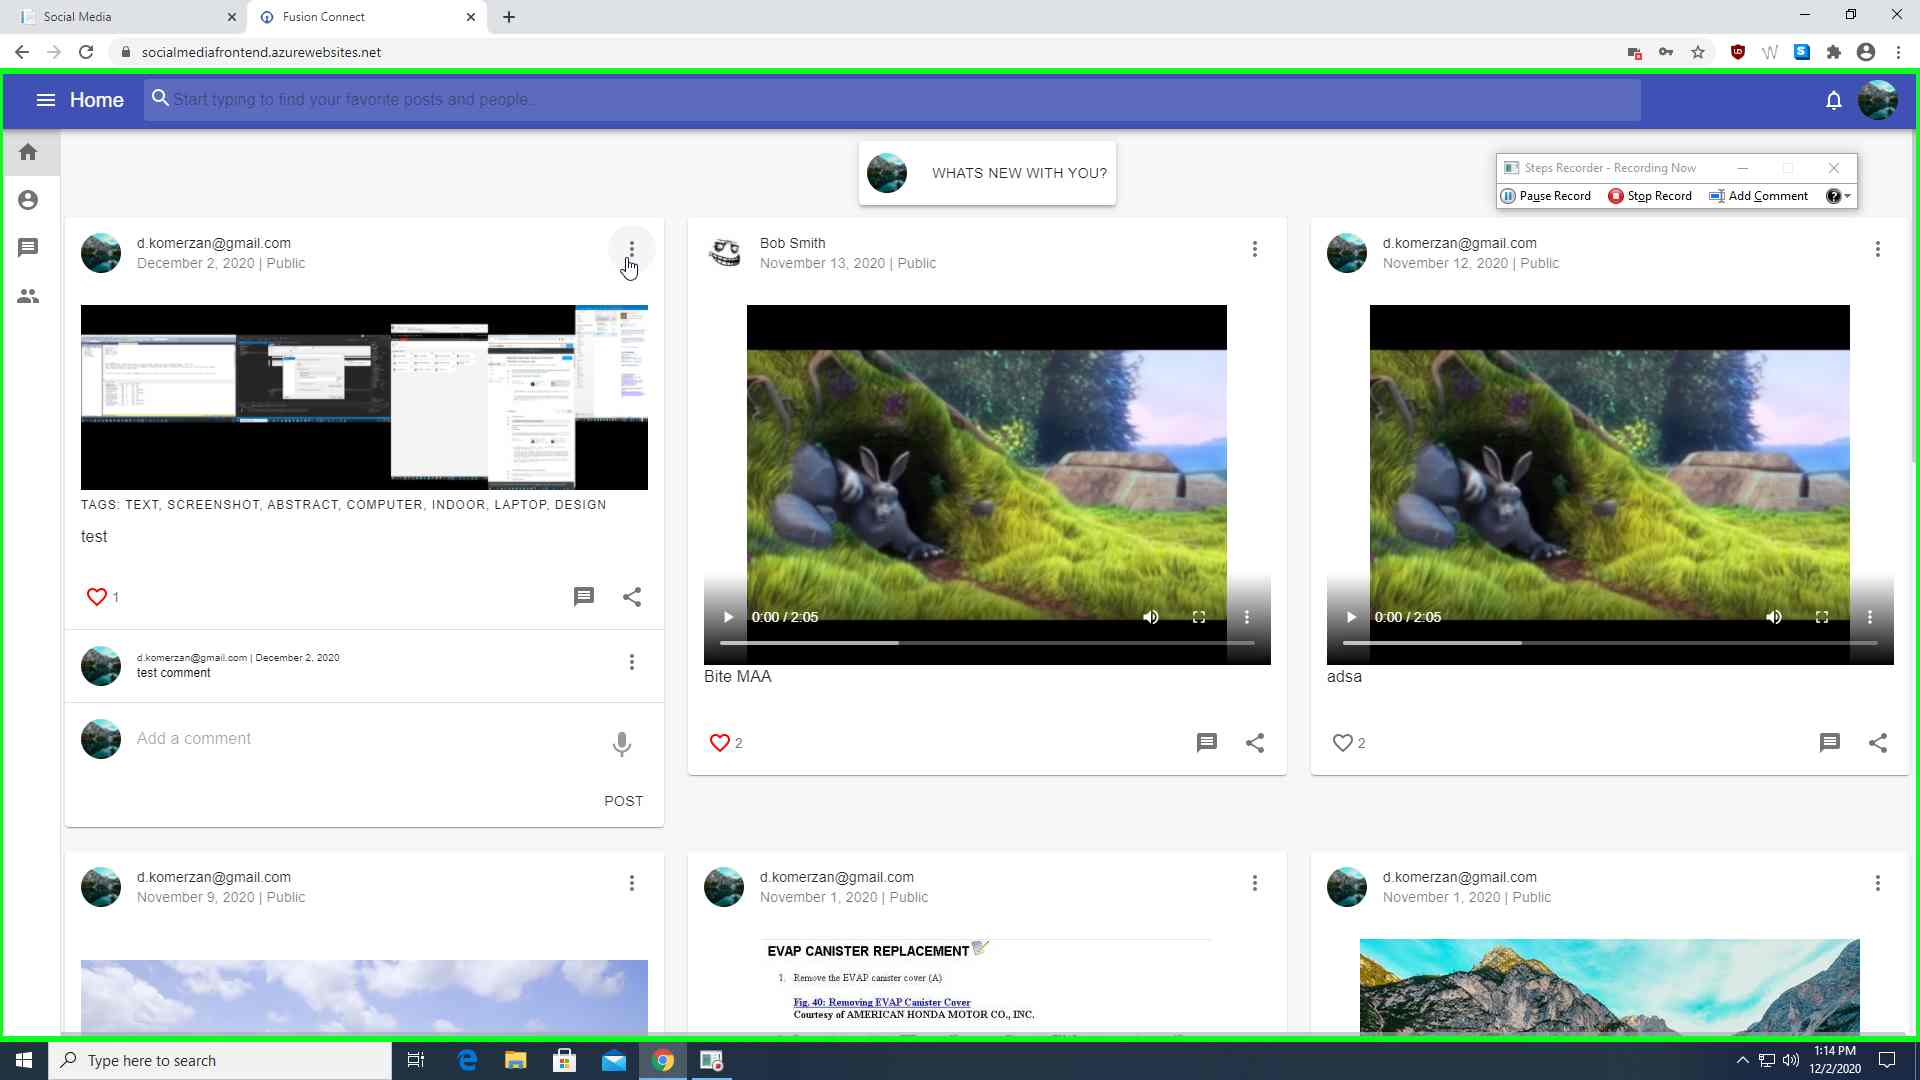 Social Media
Fusion Connect
socialmediafrontend.azurewebsites.net
Home
Start typing to find your favorite posts and people..
WHATS NEW WITH YOU?
Steps Recorder - Recording Now
Pause Record
Stop Record
Add Comment
d.komerzan@gmail.com
December 2, 2020 | Public
TAGS: TEXT, SCREENSHOT, ABSTRACT, COMPUTER, INDOOR, LAPTOP, DESIGN
test
1
d.komerzan@gmail.com | December 2, 2020
test comment
Add a comment
POST
Bob Smith
November 13, 2020 | Public
0:00 / 2:05
Bite MAA
2
d.komerzan@gmail.com
November 12, 2020 | Public
0:00 / 2:05
adsa
2
d.komerzan@gmail.com
November 9, 2020 | Public
d.komerzan@gmail.com
November 1, 2020 | Public
EVAP CANISTER REPLACEMENT
1. Remove the EVAP canister cover (A)
Fig. 40: Removing EVAP Canister Cover
Courtesy of AMERICAN HONDA MOTOR CO., INC.
d.komerzan@gmail.com
November 1, 2020 | Public
Type here to search
1:14 PM
12/2/2020